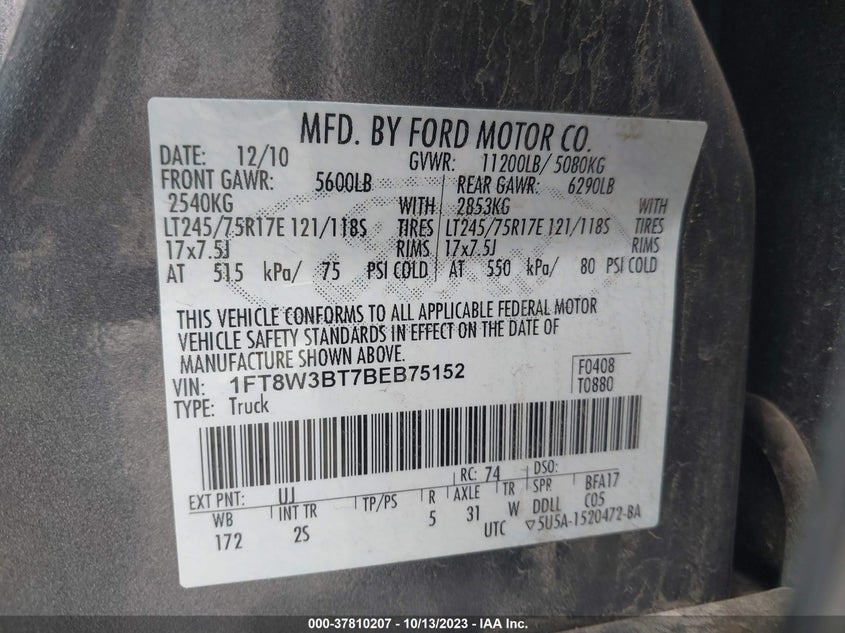 MFD. BY FORD MOTOR CO.
DATE: 12/10 GVWR: 11200LB/ 5080KG
FRONT GAWR: 5600LB REAR GAWR: 6290LB
2540KG WITH 2853KG WITH
LT245/75R17E 121/118S TIRES LT245/75R17E 121/118S TIRES
17x7.5J RIMS 17x7.5J RIMS
AT 515 kPa/ 75 PSI COLD AT 550 kPa/ 80 PSI COLD
THIS VEHICLE CONFORMS TO ALL APPLICABLE FEDERAL MOTOR
VEHICLE SAFETY STANDARDS IN EFFECT ON THE DATE OF
MANUFACTURE SHOWN ABOVE.
VIN: 1FT8W3BT7BEB75152 F0408
TYPE: Truck T0880
RC: 74 DSO:
EXT PNT: UJ
WB INT TR TP/PS R AXLE TR SPR BFA17
172 2S 5 31 W DDLL C05
UTC ▽5U5A-1520472-BA
000-37810207 - 10/13/2023 - IAA Inc.